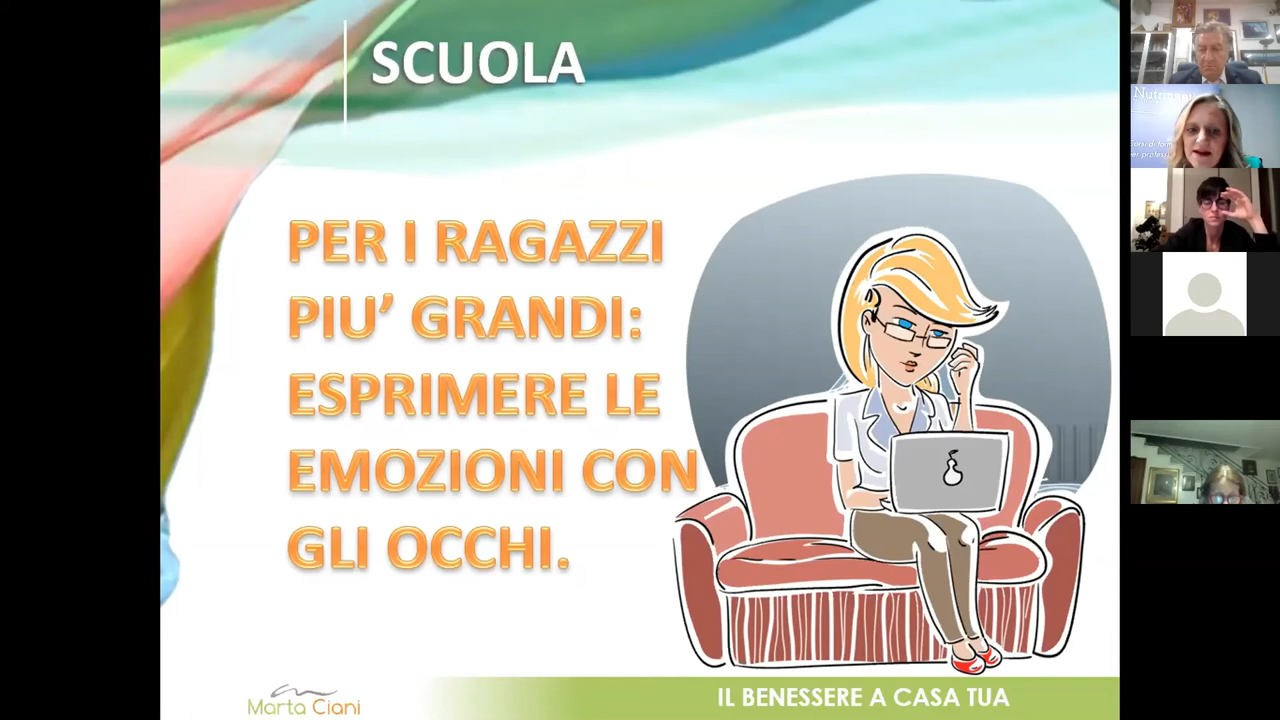 SCUOLA
PER I RAGAZZI
PIU’ GRANDI:
ESPRIMERE LE
EMOZIONI CON
GLI OCCHI.
Marta Ciani
IL BENESSERE A CASA TUA